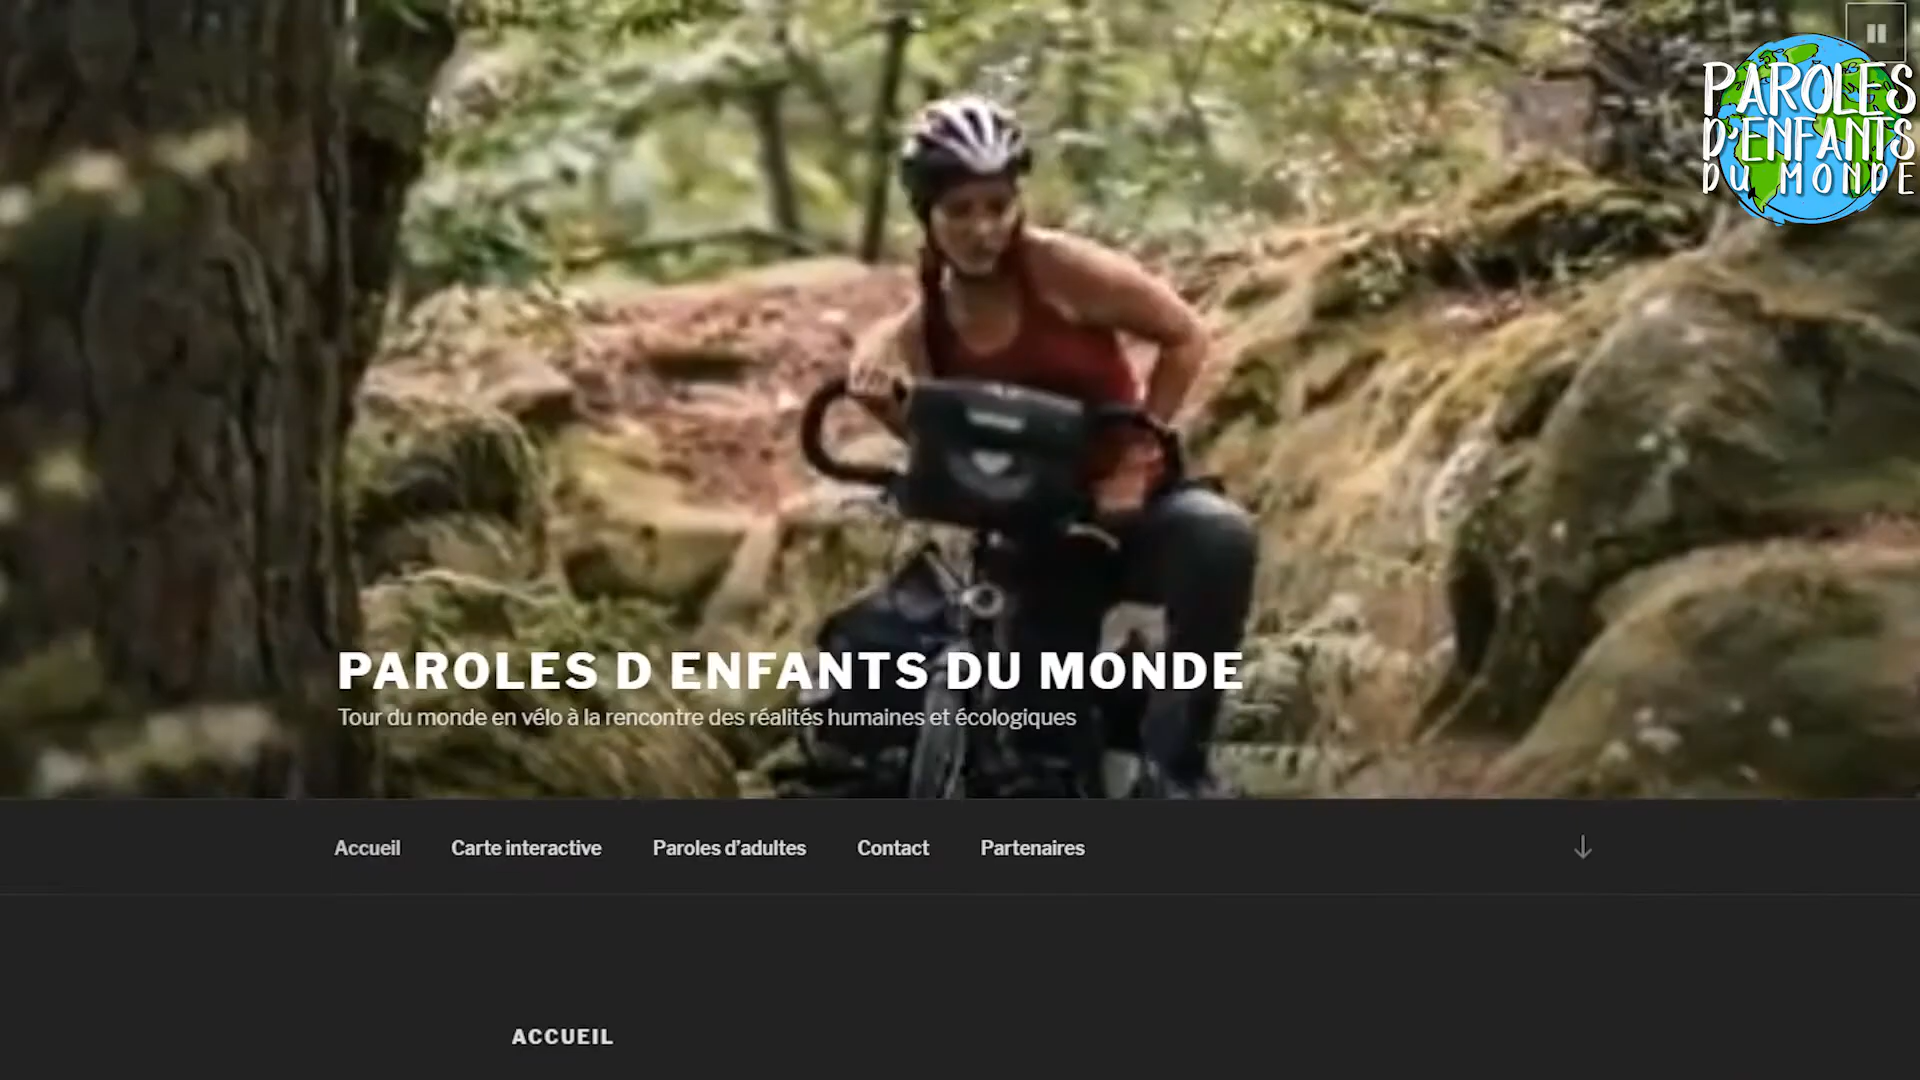 PAROLES
D'ENFANTS
DU MONDE
PAROLES D ENFANTS DU MONDE
Tour du monde en vélo à la rencontre des réalités humaines et écologiques
Accueil
Carte interactive
Paroles d'adultes
Contact
Partenaires
ACCUEIL